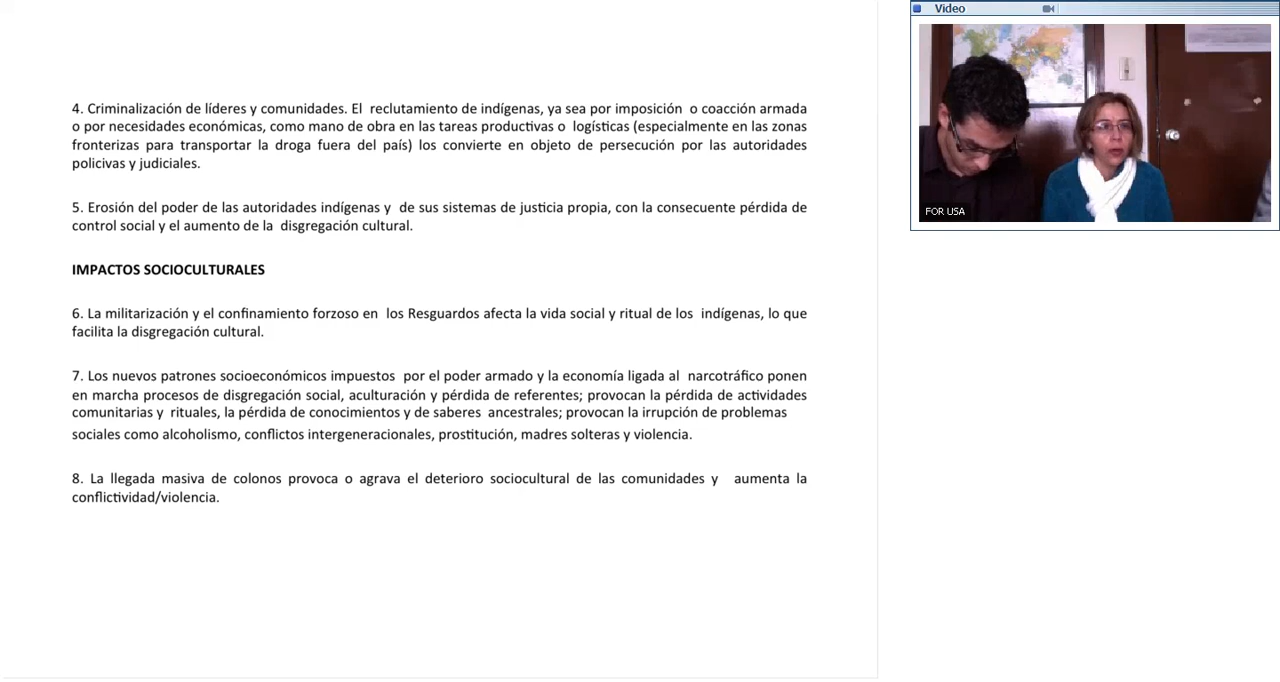 4. Criminalización de líderes y comunidades. El reclutamiento de indígenas, ya sea por imposición o coacción armada
o por necesidades económicas, como mano de obra en las tareas productivas o logísticas (especialmente en las zonas
fronterizas para transportar la droga fuera del país) los convierte en objeto de persecución por las autoridades
policivas y judiciales.
5. Erosión del poder de las autoridades indígenas y de sus sistemas de justicia propia, con la consecuente pérdida de
control social y el aumento de la disgregación cultural.
IMPACTOS SOCIOCULTURALES
6. La militarización y el confinamiento forzoso en los Resguardos afecta la vida social y ritual de los indígenas, lo que
facilita la disgregación cultural.
7. Los nuevos patrones socioeconómicos impuestos por el poder armado y la economía ligada al narcotráfico ponen
en marcha procesos de disgregación social, aculturación y pérdida de referentes; provocan la pérdida de actividades
comunitarias y rituales, la pérdida de conocimientos y de saberes ancestrales; provocan la irrupción de problemas
sociales como alcoholismo, conflictos intergeneracionales, prostitución, madres solteras y violencia.
8. La llegada masiva de colonos provoca o agrava el deterioro sociocultural de las comunidades y aumenta la
conflictividad/violencia.
Video
FOR USA